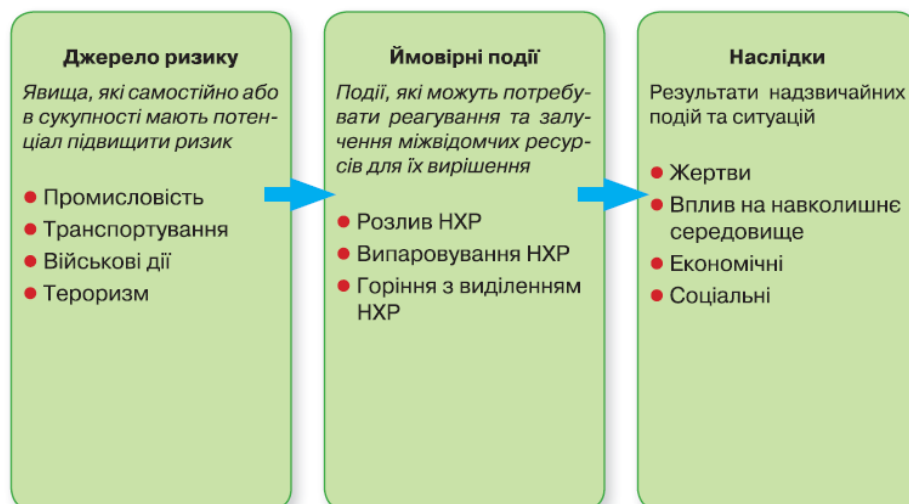 Джерело ризику
Явища, які самостійно або
в сукупності мають потен-
ціал підвищити ризик
Промисловість
Транспортування
Військові дії
Тероризм
Ймовірні події
Події, які можуть потребу-
вати реагування та залу-
чення міжвідомчих ресур-
сів для їх вирішення
Розлив НХР
Випаровування НХР
Горіння з виділенням
НХР
Наслідки
Результати надзвичайних
подій та ситуацій
Жертви
Вплив на навколишнє
середовище
Економічні
Соціальні